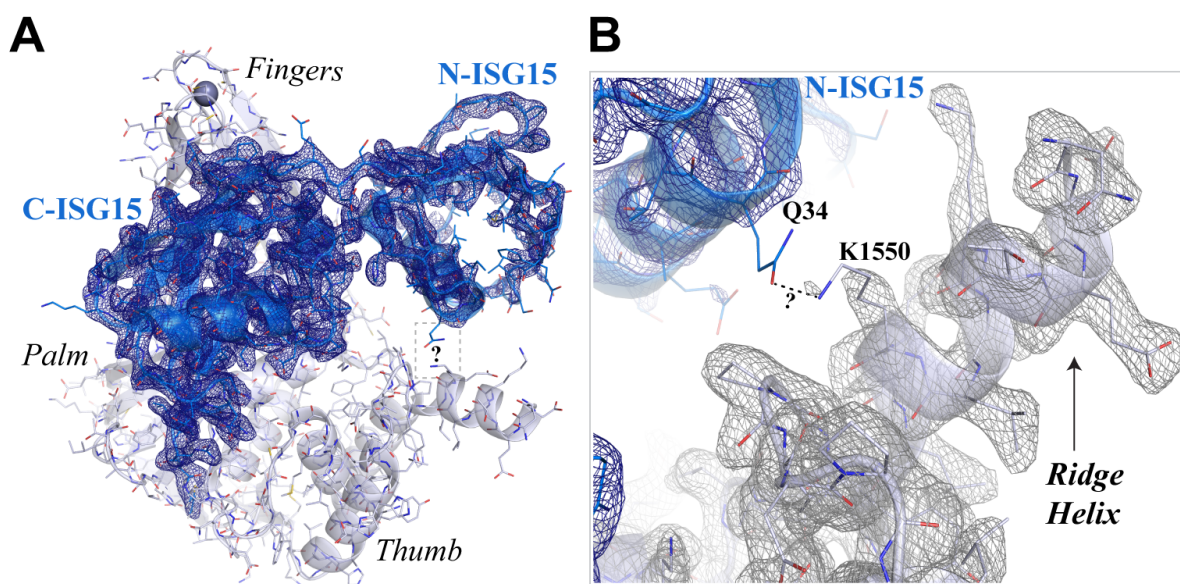 A
Fingers
N-ISG15
C-ISG15
Palm
?
Thumb
B
N-ISG15
Q34
K1550
?
Ridge
Helix